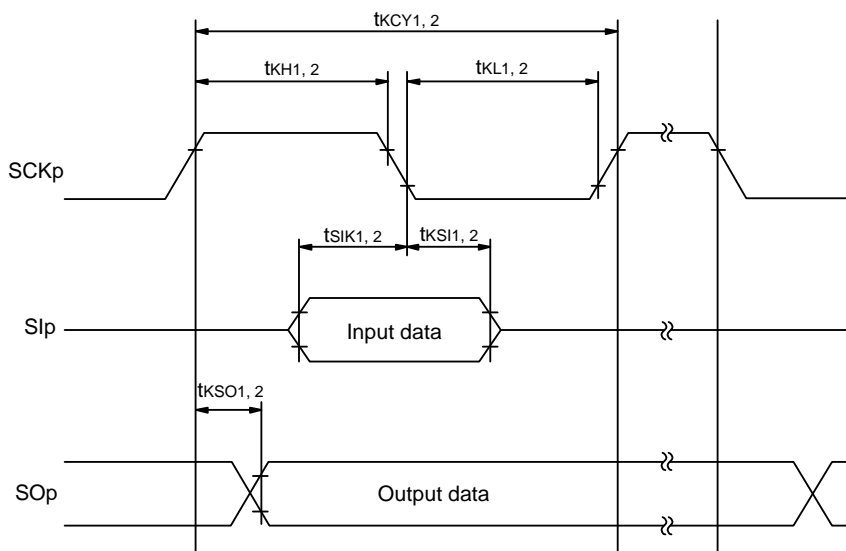 tKCY1, 2
tKH1, 2
tKL1, 2
SCKp
tSIK1, 2
tKSI1, 2
SIp
Input data
tKSO1, 2
SOp
Output data